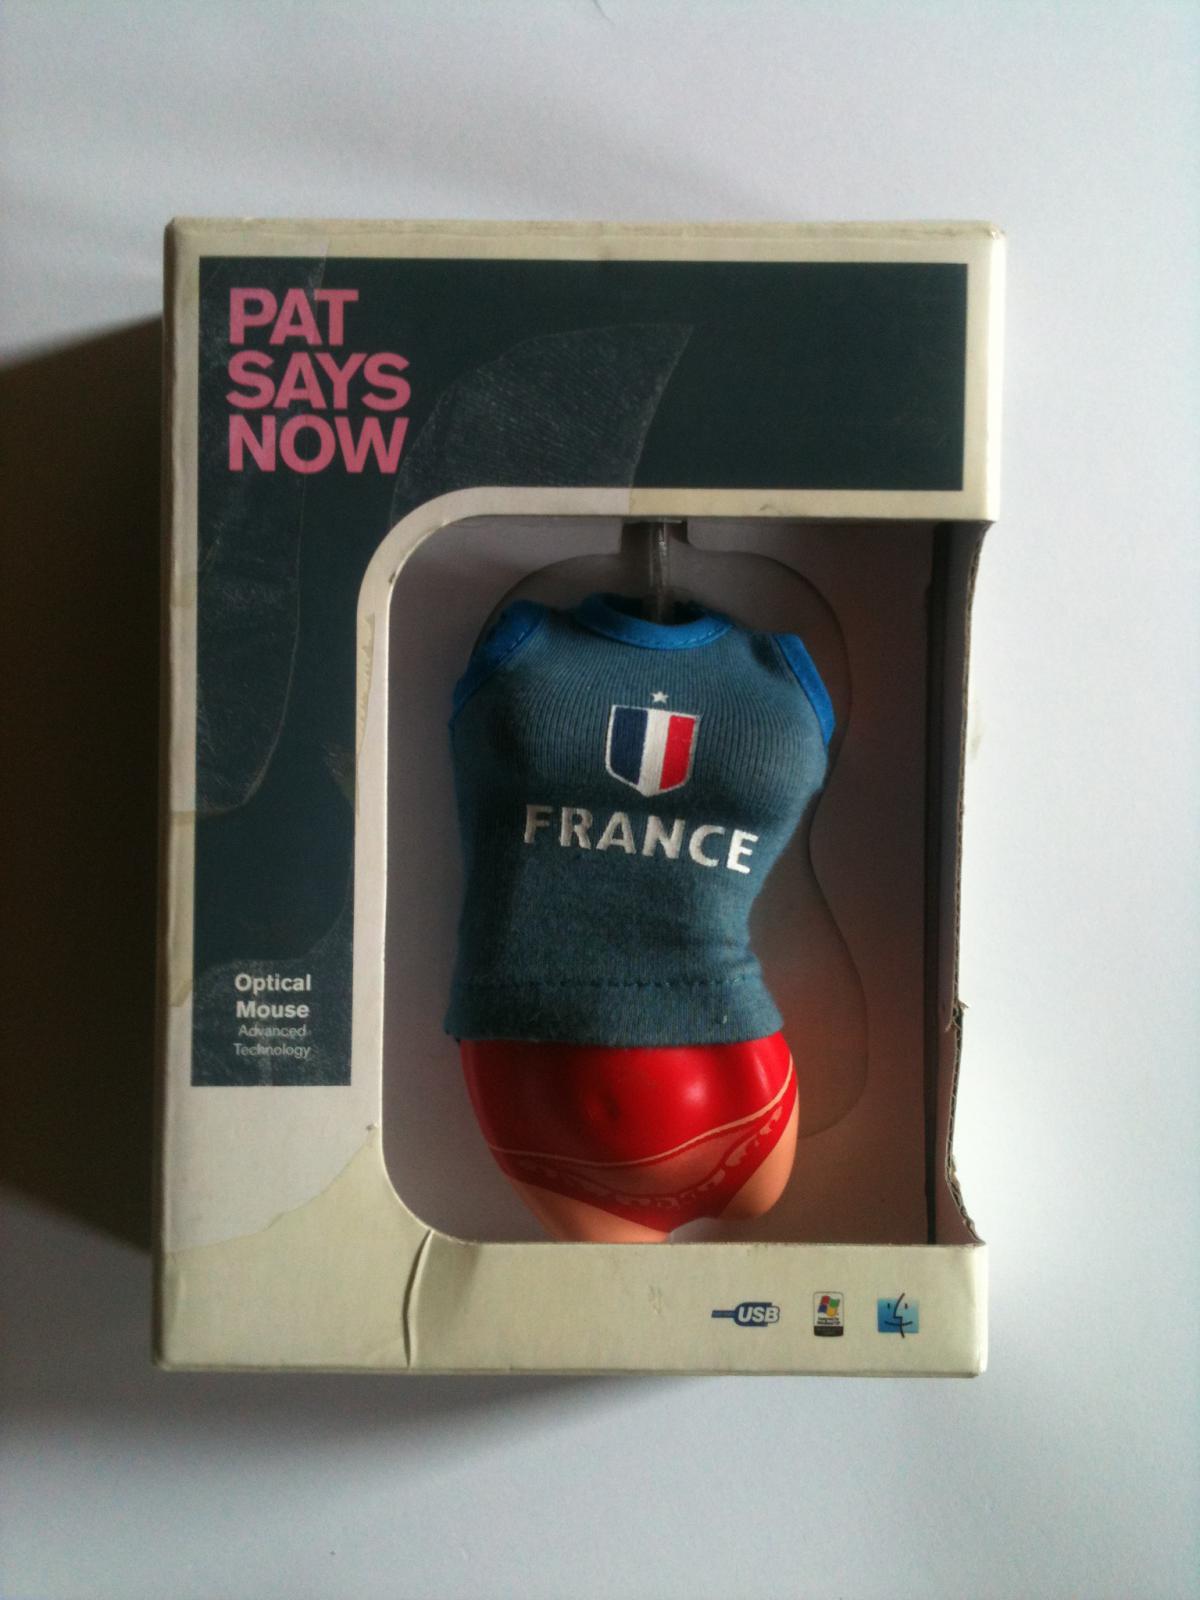 PAT
SAYS
NOW
FRANCE
Optical
Mouse
Advanced
Technology
USB